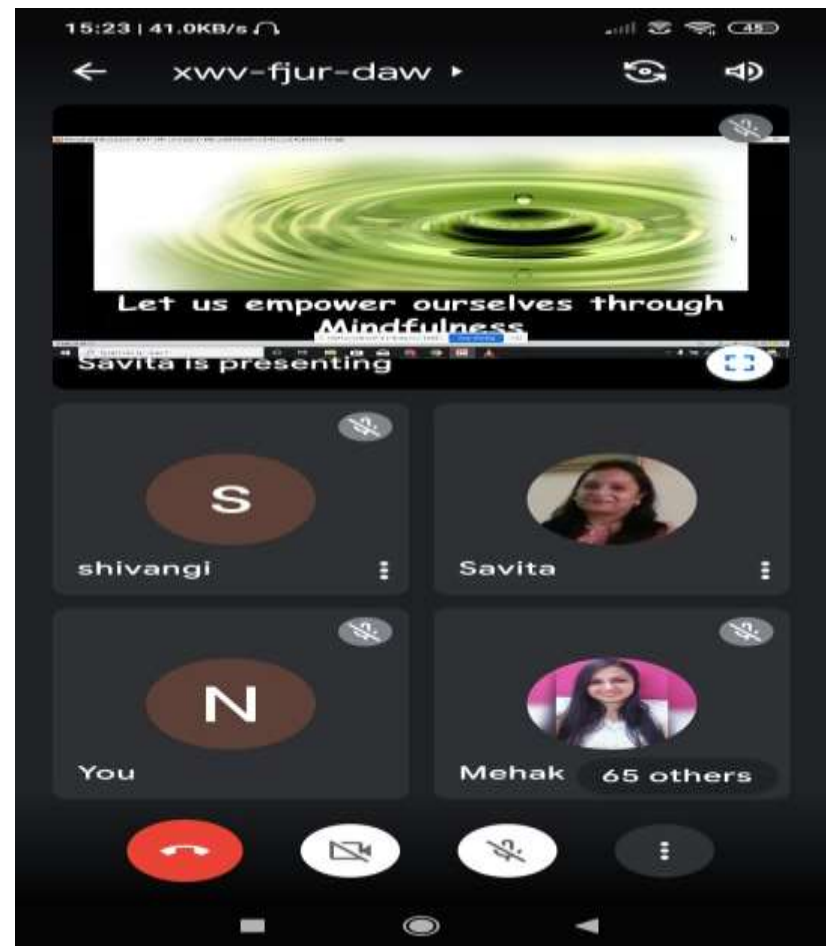 15:23 | 41.0KB/s
45
xwv-fjur-daw
Let us empower ourselves through
Mindfulness
Savita is presenting
S
shivangi
Savita
N
You
Mehak
65 others